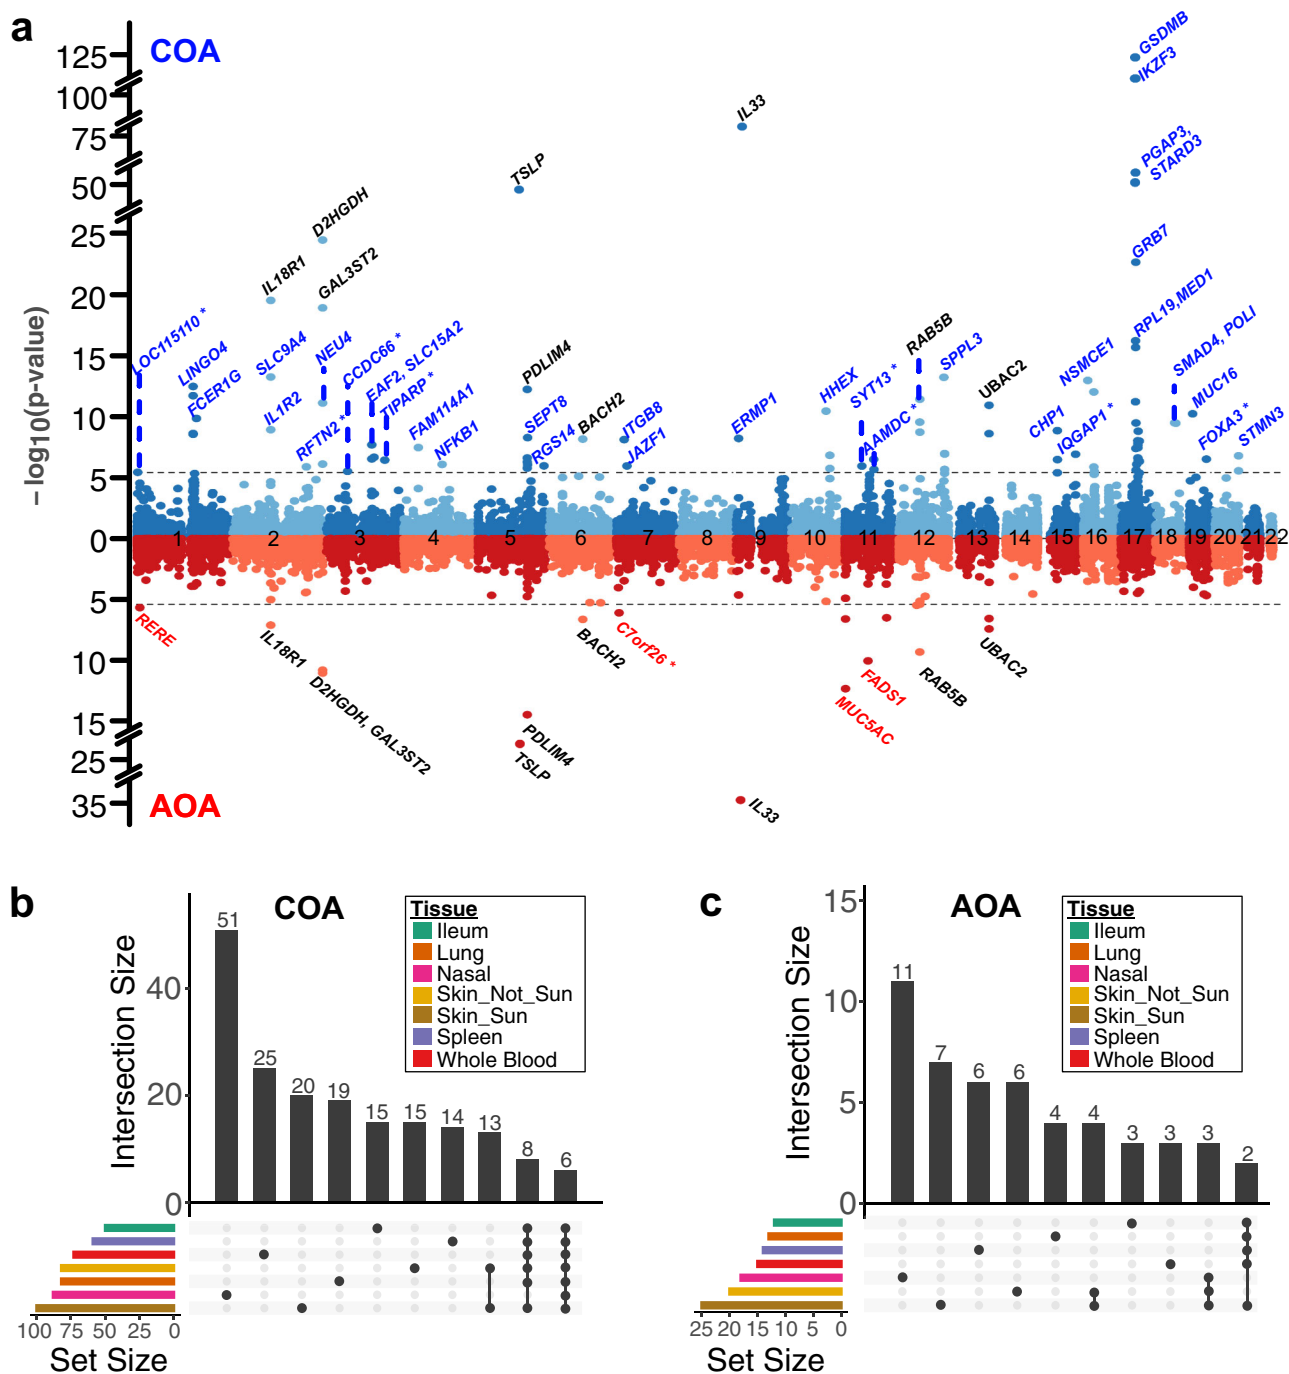 a
COA
125
100
75
50
25
20
15
10
5
0
5
10
15
25
35
−log10(p-value)
AOA
LOC115110 *
LINGO4
FCER1G
IL18R1
SLC9A4
IL1R2
D2HGDH
GAL3ST2
NEU4
RFTN2 *
CCDC66 *
EAF2, SLC15A2
TIPARP *
FAM114A1
NFKB1
TSLP
PDLIM4
SEPT8
RGS14
BACH2
ITGB8
JAZF1
IL33
ERMP1
HHEX
SYT13 *
AAMDC *
RAB5B
SPPL3
UBAC2
CHP1
IQGAP1 *
NSMCE1
GSDMB
IKZF3
PGAP3,
STARD3
GRB7
RPL19,MED1
SMAD4, POLI
MUC16
FOXA3 *
STMN3
1 2 3 4 5 6 7 8 9 10 11 12 13 14 15 16 17 18 19 20 21 22
RERE
IL18R1
D2HGDH, GAL3ST2
PDLIM4
TSLP
BACH2
C7orf26 *
IL33
MUC5AC
FADS1
RAB5B
UBAC2
b
COA
Tissue
Ileum
Lung
Nasal
Skin_Not_Sun
Skin_Sun
Spleen
Whole Blood
Intersection Size
40
20
0
51
25
20
19
15
15
14
13
8
6
100 75 50 25 0
Set Size
c
AOA
Tissue
Ileum
Lung
Nasal
Skin_Not_Sun
Skin_Sun
Spleen
Whole Blood
Intersection Size
15
10
5
0
11
7
6
6
4
4
3
3
3
2
25 20 15 10 5 0
Set Size